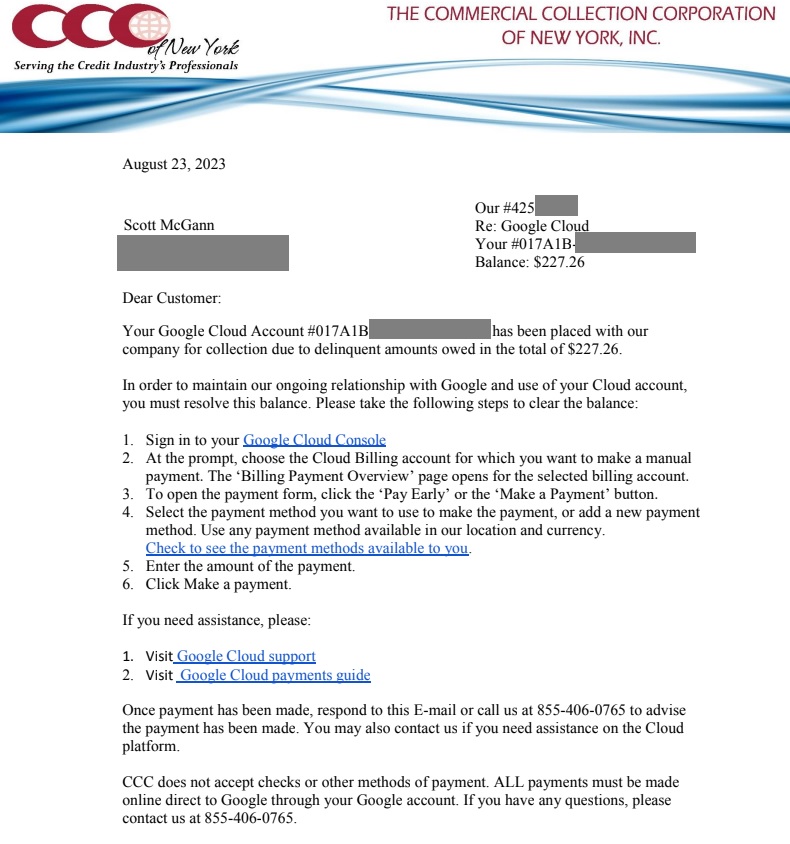 CCC
of New York
Serving the Credit Industry's Professionals
THE COMMERCIAL COLLECTION CORPORATION
OF NEW YORK, INC.
August 23, 2023
Our #425
Scott McGann
Re: Google Cloud
Your #017A1B-
Balance: $227.26
Dear Customer:
Your Google Cloud Account #017A1B has been placed with our
company for collection due to delinquent amounts owed in the total of $227.26.
In order to maintain our ongoing relationship with Google and use of your Cloud account,
you must resolve this balance. Please take the following steps to clear the balance:
1. Sign in to your Google Cloud Console
2. At the prompt, choose the Cloud Billing account for which you want to make a manual
payment. The ‘Billing Payment Overview’ page opens for the selected billing account.
3. To open the payment form, click the ‘Pay Early’ or the ‘Make a Payment’ button.
4. Select the payment method you want to use to make the payment, or add a new payment
method. Use any payment method available in our location and currency.
Check to see the payment methods available to you.
5. Enter the amount of the payment.
6. Click Make a payment.
If you need assistance, please:
1. Visit Google Cloud support
2. Visit Google Cloud payments guide
Once payment has been made, respond to this E-mail or call us at 855-406-0765 to advise
the payment has been made. You may also contact us if you need assistance on the Cloud
platform.
CCC does not accept checks or other methods of payment. ALL payments must be made
online direct to Google through your Google account. If you have any questions, please
contact us at 855-406-0765.